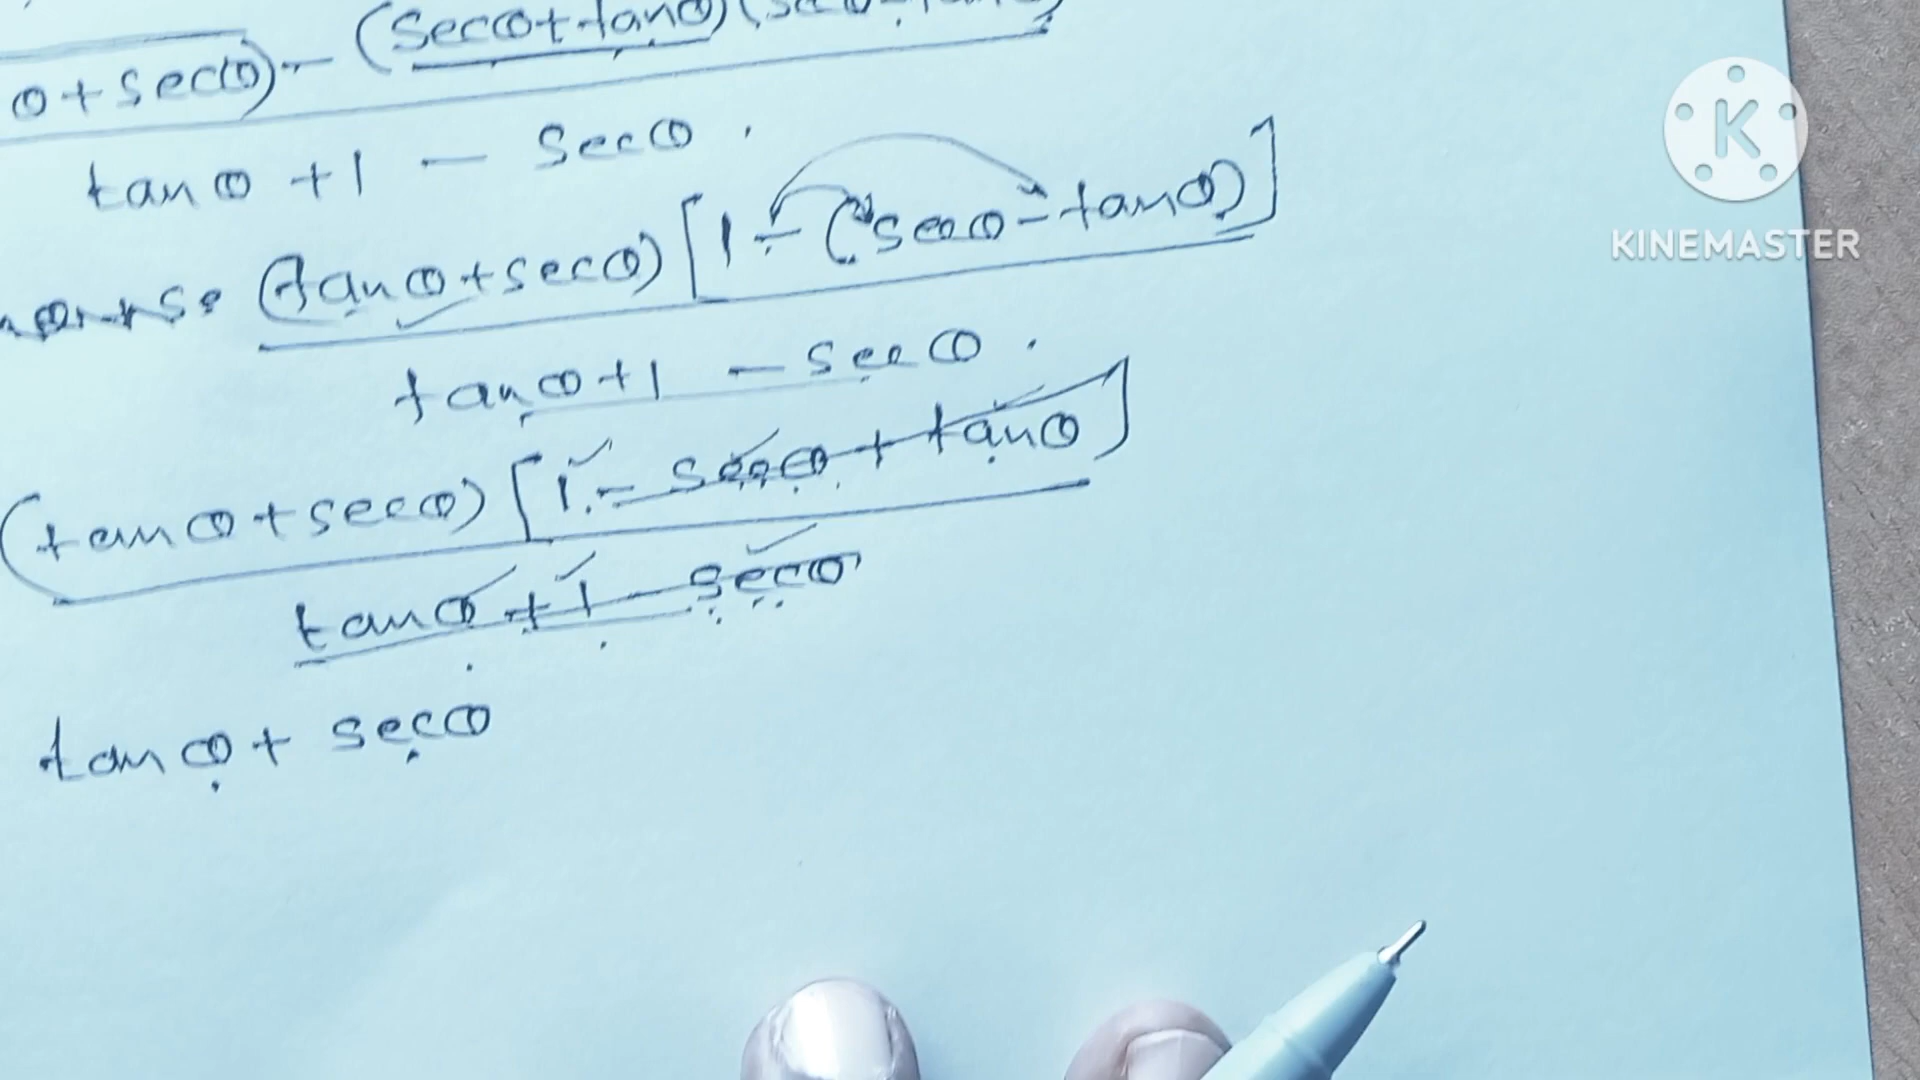 θ + secθ) - (secθ + tanθ)
tanθ + 1 - secθ
(tanθ + secθ) [1 - (secθ - tanθ)]
tanθ + 1 - secθ
(tanθ + secθ) [1 - secθ + tanθ]
tanθ + 1 - secθ
tanθ + secθ
K
KINEMASTER